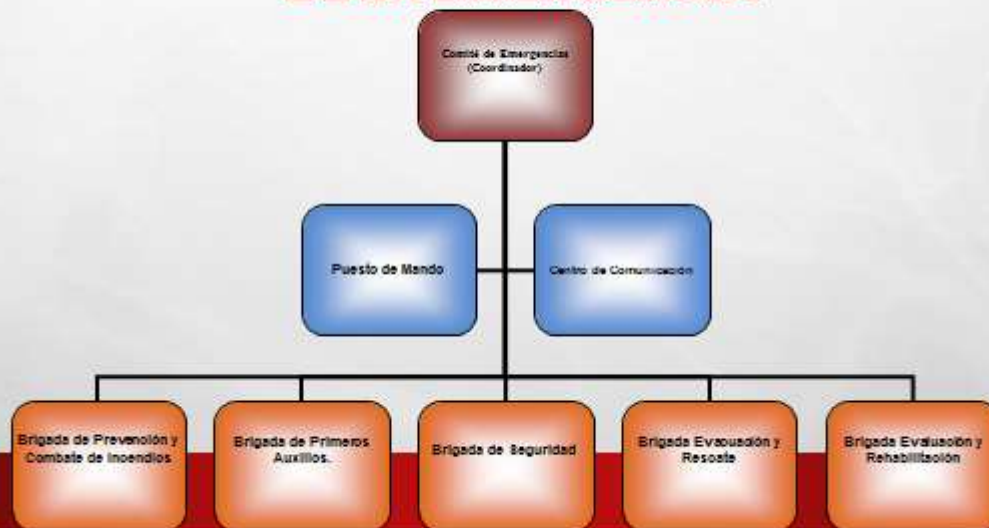 Comité de Emergencias
(Coordinador)
Puesto de Mando
Centro de Comunicación
Brigada de Prevención y
Combate de Incendios
Brigada de Primeros
Auxilios.
Brigada de Seguridad
Brigada Evacuación y
Rescate
Brigada Evaluación y
Rehabilitación